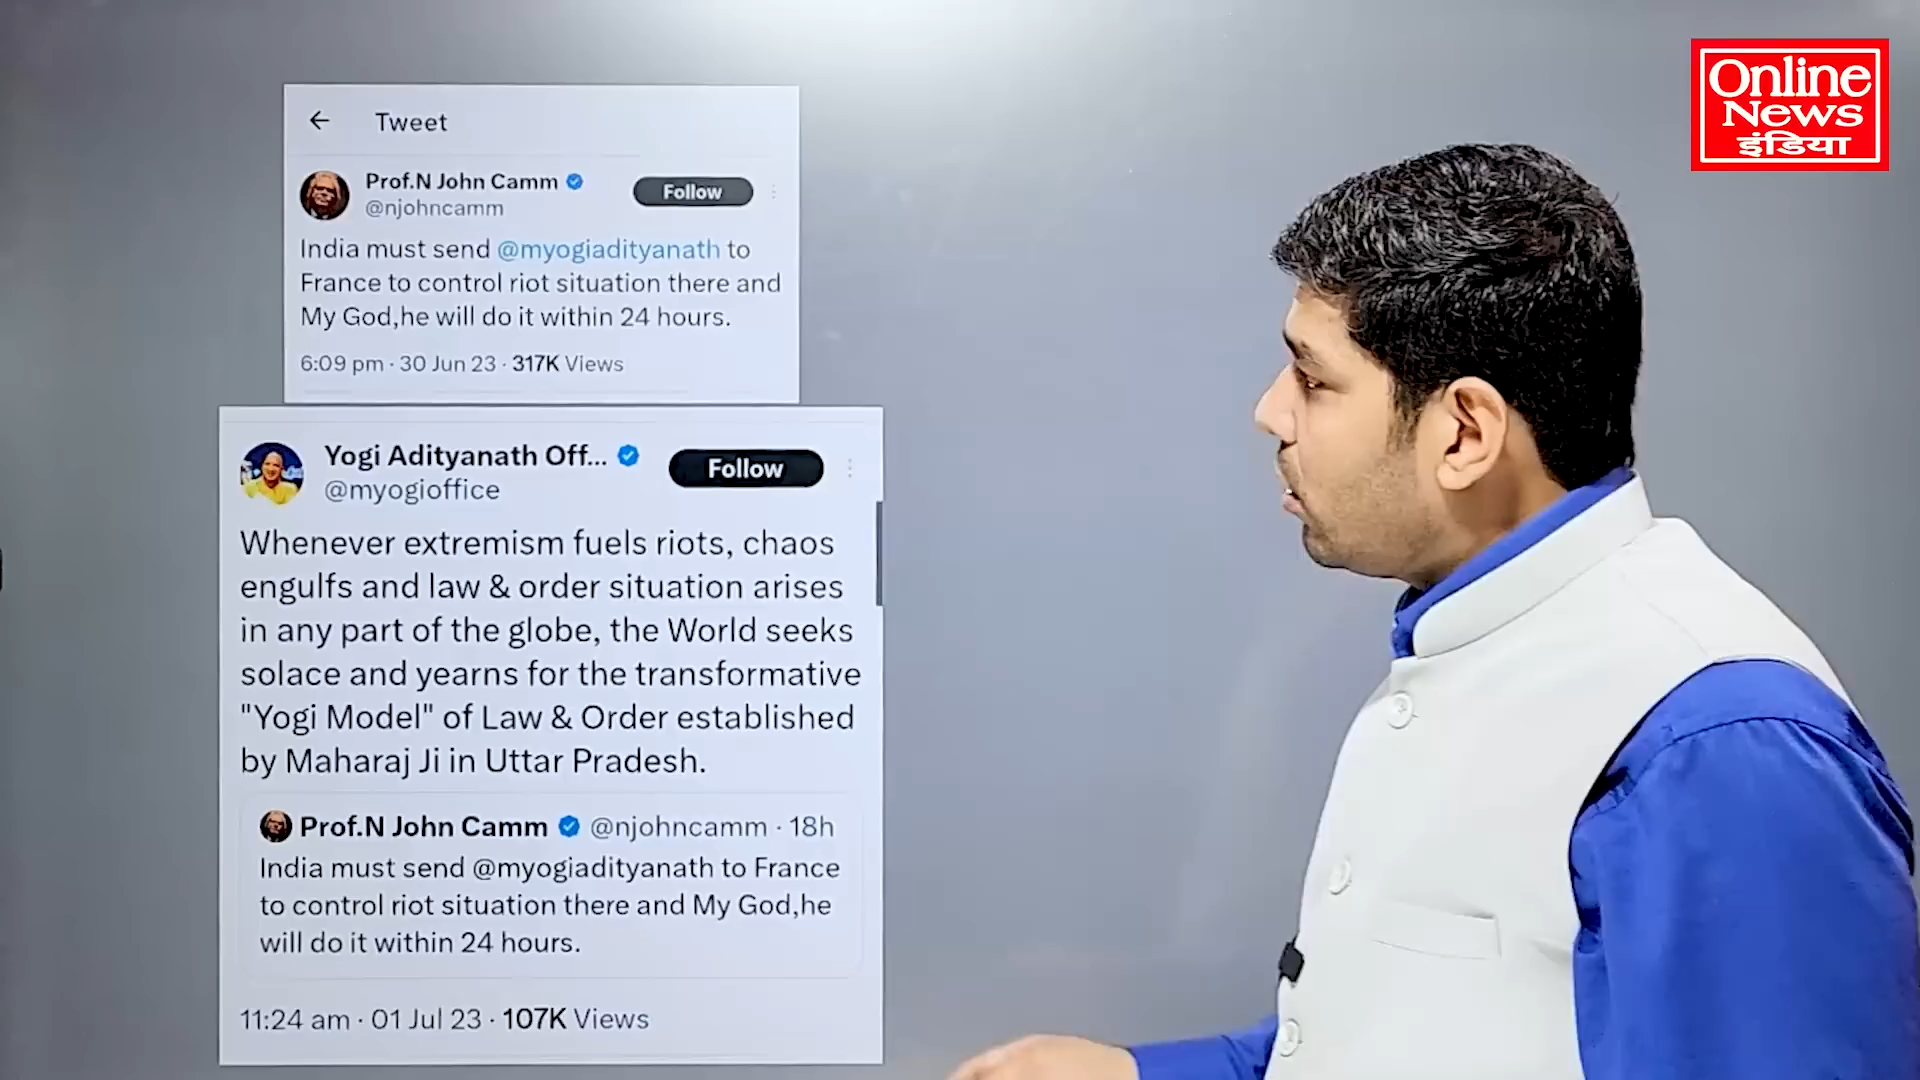 Online
News
इंडिया
Tweet
Prof.N John Camm
Follow
@njohncamm
India must send @myogiadityanath to
France to control riot situation there and
My God,he will do it within 24 hours.
6:09 pm · 30 Jun 23 · 317K Views
Yogi Adityanath Off...
Follow
@myogioffice
Whenever extremism fuels riots, chaos
engulfs and law & order situation arises
in any part of the globe, the World seeks
solace and yearns for the transformative
"Yogi Model" of Law & Order established
by Maharaj Ji in Uttar Pradesh.
Prof.N John Camm @njohncamm · 18h
India must send @myogiadityanath to France
to control riot situation there and My God,he
will do it within 24 hours.
11:24 am · 01 Jul 23 · 107K Views